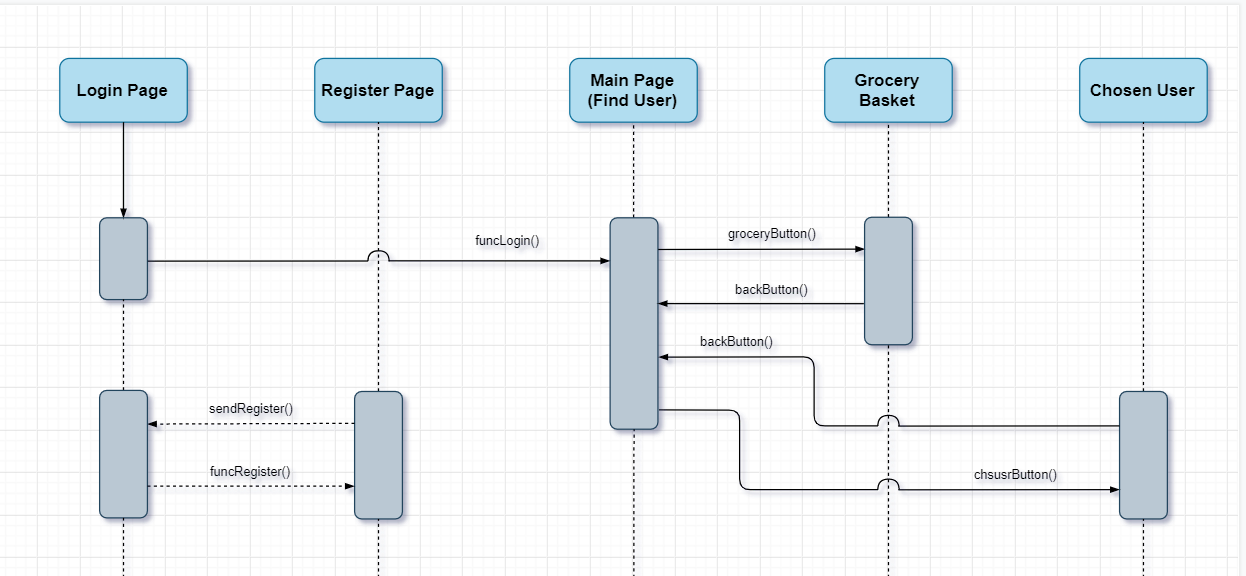 Login Page
Register Page
Main Page
(Find User)
Grocery
Basket
Chosen User
funcLogin()
groceryButton()
backButton()
backButton()
sendRegister()
funcRegister()
chsusrButton()